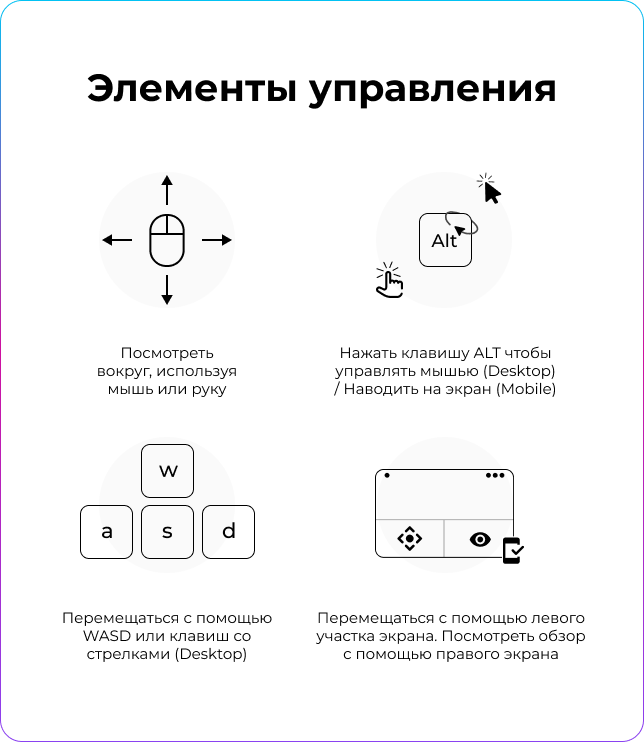 Элементы управления
Alt
Посмотреть
вокруг, используя
мышь или руку
Нажать клавишу ALT чтобы
управлять мышью (Desktop)
/ Наводить на экран (Mobile)
w
a s d
Перемещаться с помощью
WASD или клавиш со
стрелками (Desktop)
Перемещаться с помощью левого
участка экрана. Посмотреть обзор
с помощью правого экрана